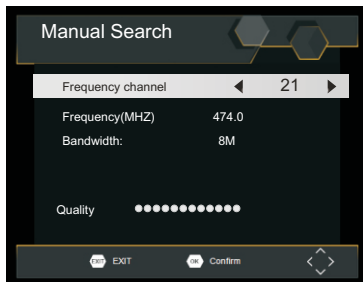 Manual Search
Frequency channel 21
Frequency(MHZ) 474.0
Bandwidth: 8M
Quality
EXIT EXIT OK Confirm